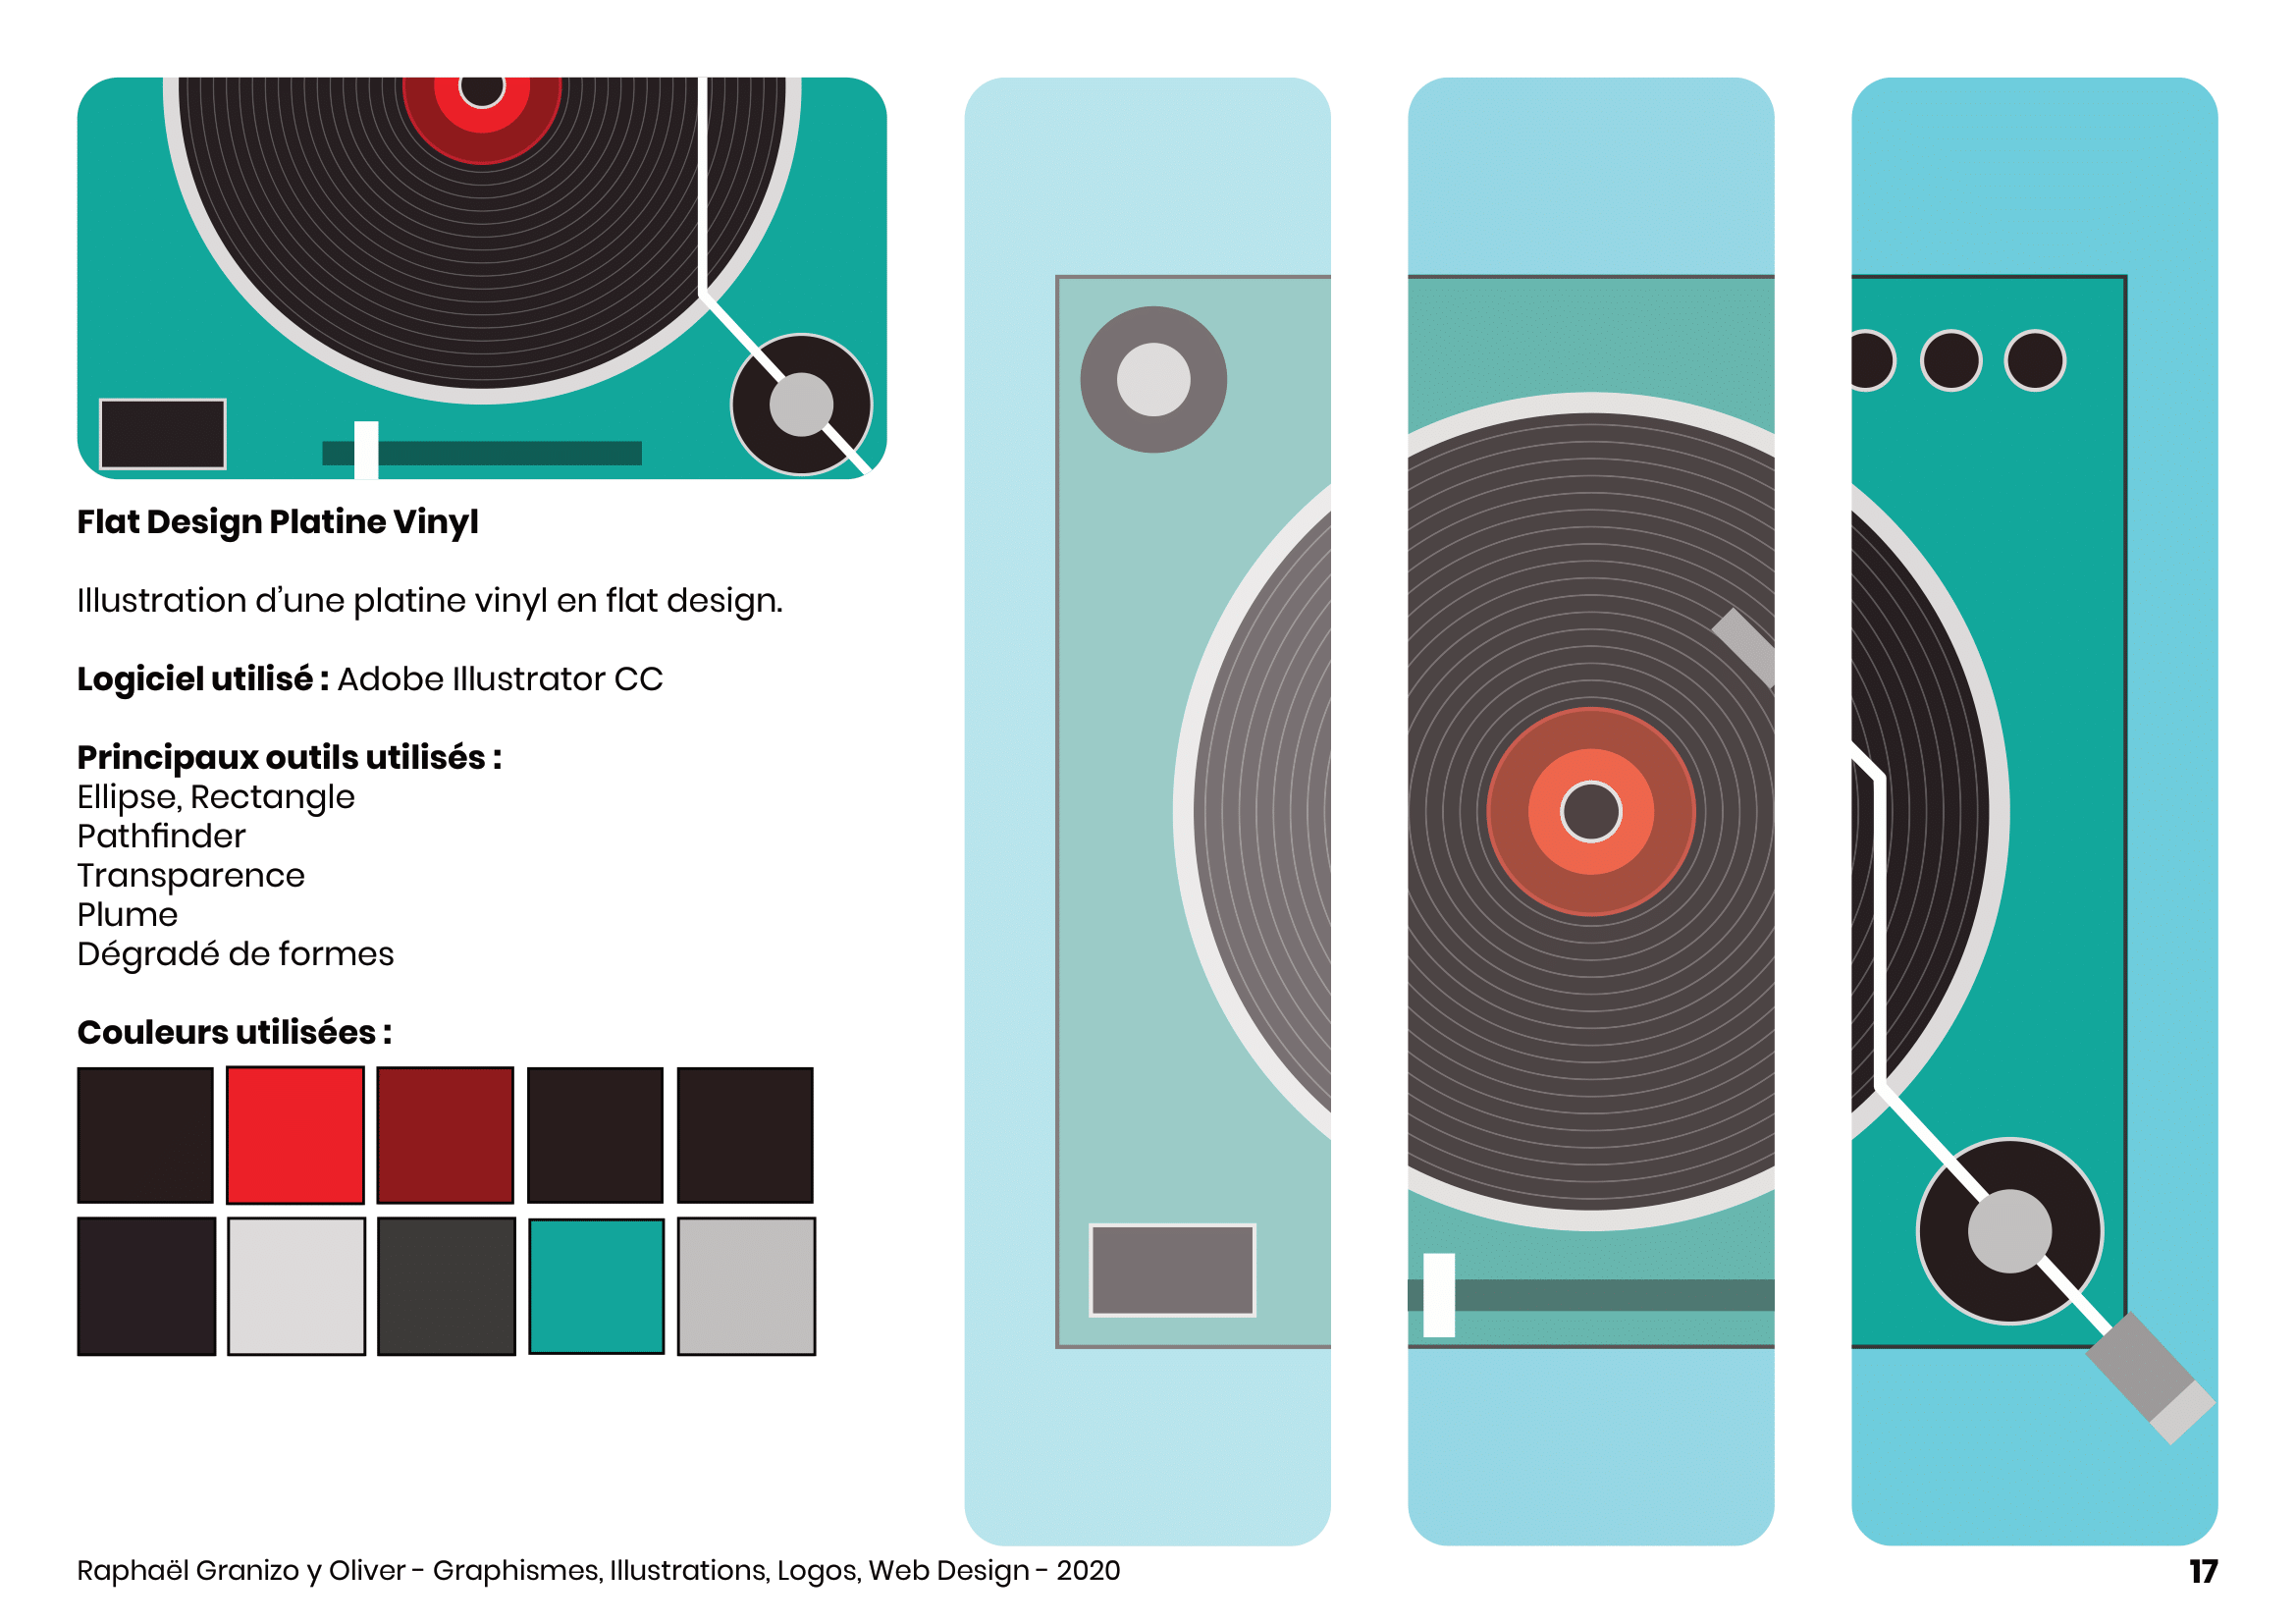 Flat Design Platine Vinyl
Illustration d’une platine vinyl en flat design.
Logiciel utilisé : Adobe Illustrator CC
Principaux outils utilisés :
Ellipse, Rectangle
Pathfinder
Transparence
Plume
Dégradé de formes
Couleurs utilisées :
Raphaël Granizo y Oliver - Graphismes, Illustrations, Logos, Web Design - 2020
17